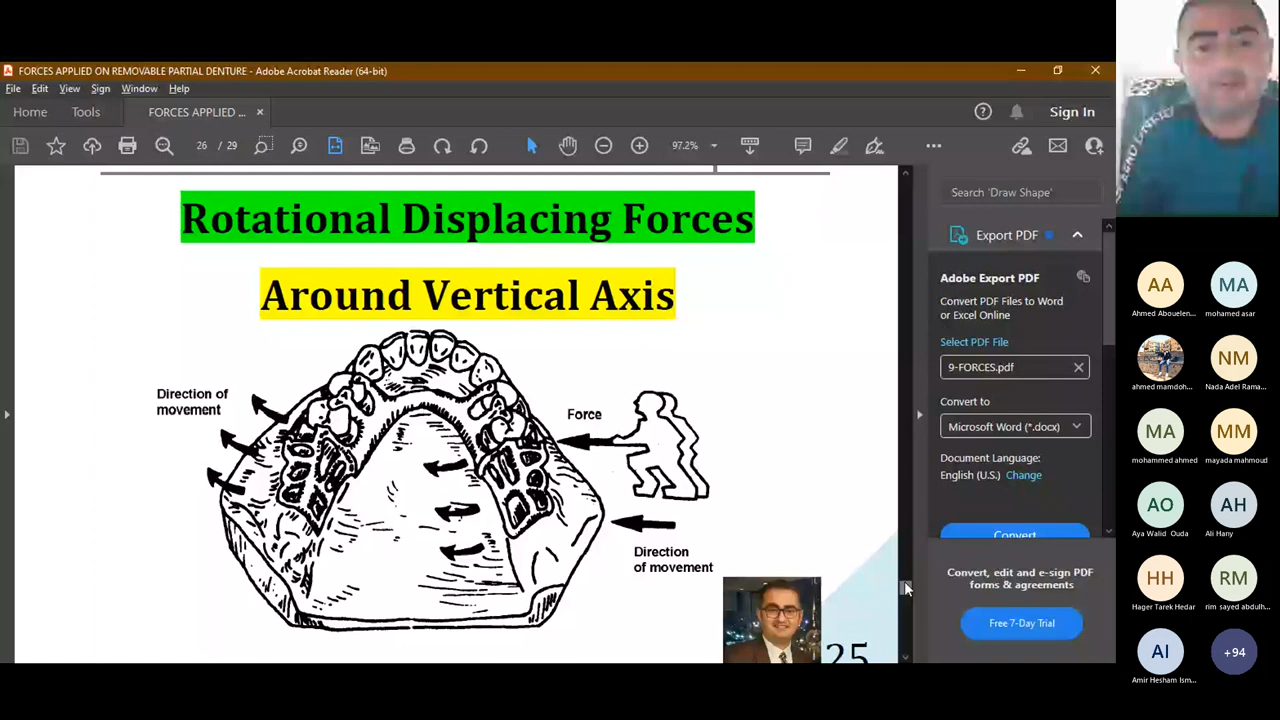 FORCES APPLIED ON REMOVABLE PARTIAL DENTURE - Adobe Acrobat Reader (64-bit)
File Edit View Sign Window Help
Home Tools FORCES APPLIED ... × Sign In
26 / 29 97.2%
Rotational Displacing Forces
Around Vertical Axis
Direction of
movement
Force
Direction
of movement
25
Search 'Draw Shape'
Export PDF
Adobe Export PDF
Convert PDF Files to Word
or Excel Online
Select PDF File
9-FORCES.pdf
Convert to
Microsoft Word (*.docx)
Document Language:
English (U.S.) Change
Convert
Convert, edit and e-sign PDF
forms & agreements
Free 7-Day Trial
AA MA
Ahmed Abouelen... mohamed asar
NM
ahmed mamdoh... Nada Adel Rama...
MA MM
mohammed ahmed mayada mahmoud
AO AH
Aya Walid Ouda Ali Hany
HH RM
Hager Tarek Hedar rim sayed abdulh...
AI +94
Amir Hesham Ism...